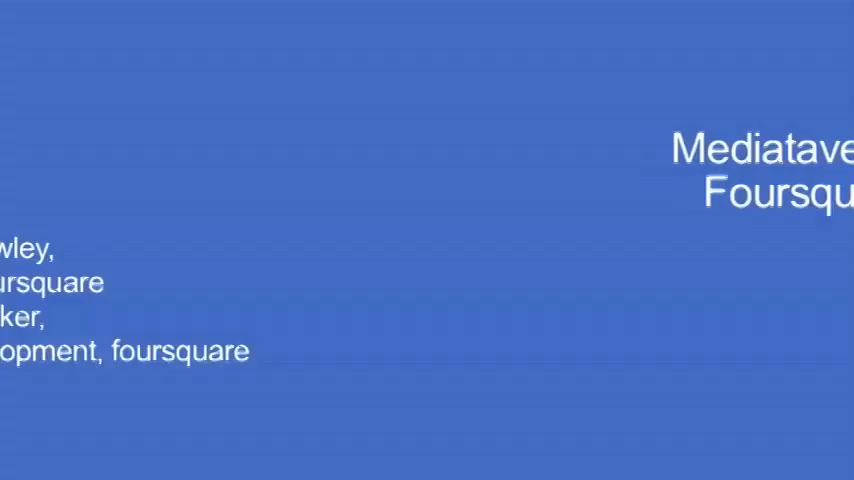 Mediatave
Foursqu
wley,
ursquare
ker,
opment, foursquare